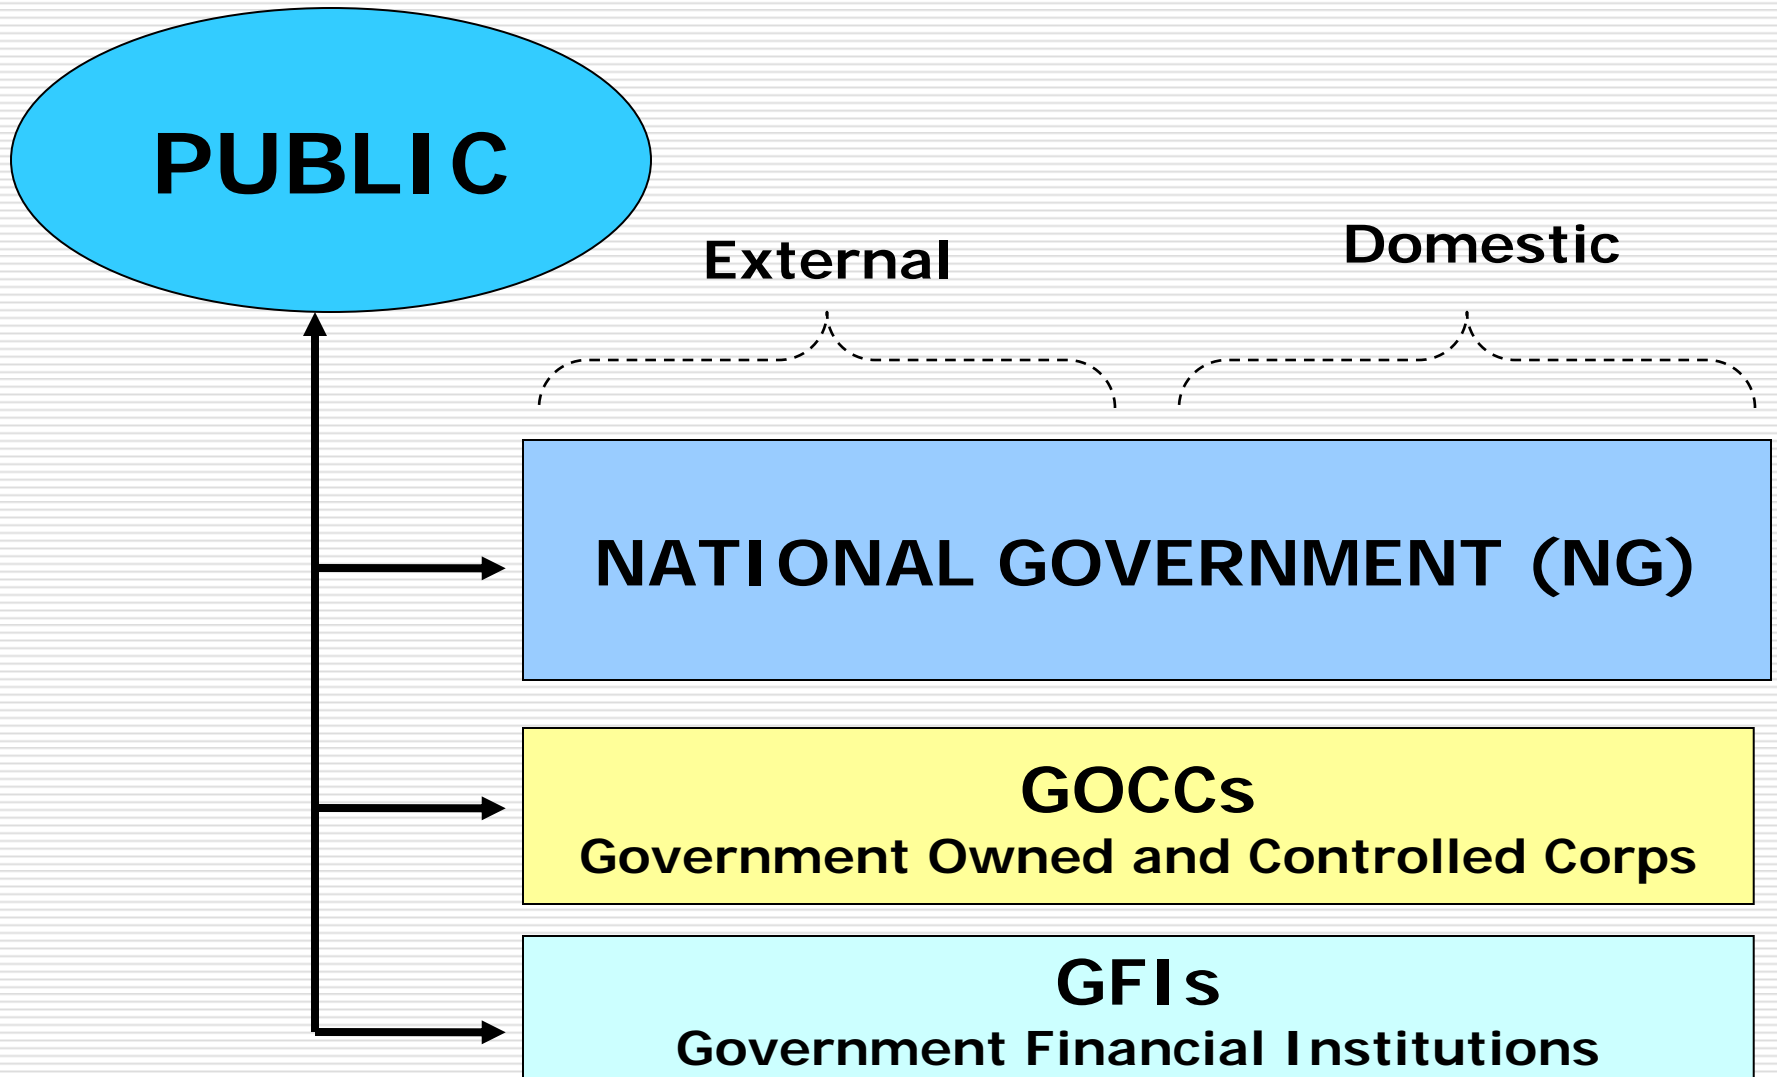 PUBLIC
External
Domestic
NATIONAL GOVERNMENT (NG)
GOCCs
Government Owned and Controlled Corps
GFIs
Government Financial Institutions